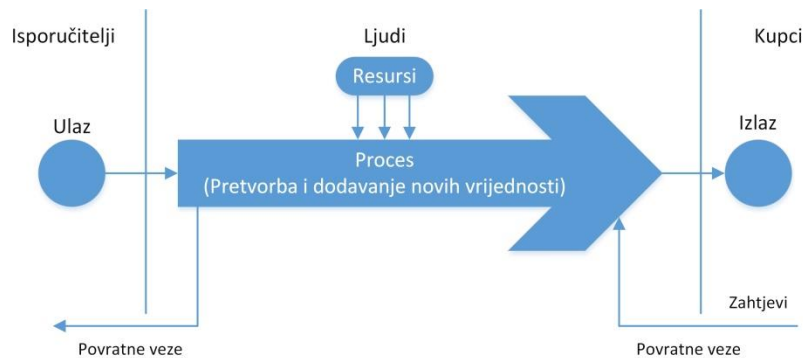 Isporučitelji
Ljudi
Kupci
Resursi
Ulaz
Izlaz
Proces
(Pretvorba i dodavanje novih vrijednosti)
Zahtjevi
Povratne veze
Povratne veze